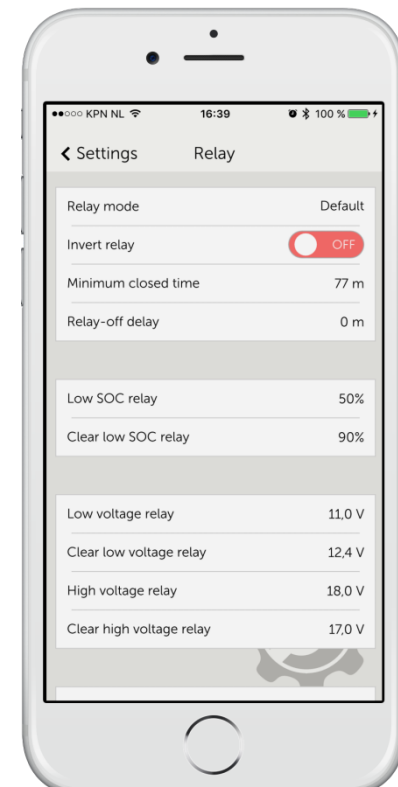 KPN NL 16:39 100 %
Settings Relay
Relay mode Default
Invert relay OFF
Minimum closed time 77 m
Relay-off delay 0 m
Low SOC relay 50%
Clear low SOC relay 90%
Low voltage relay 11,0 V
Clear low voltage relay 12,4 V
High voltage relay 18,0 V
Clear high voltage relay 17,0 V